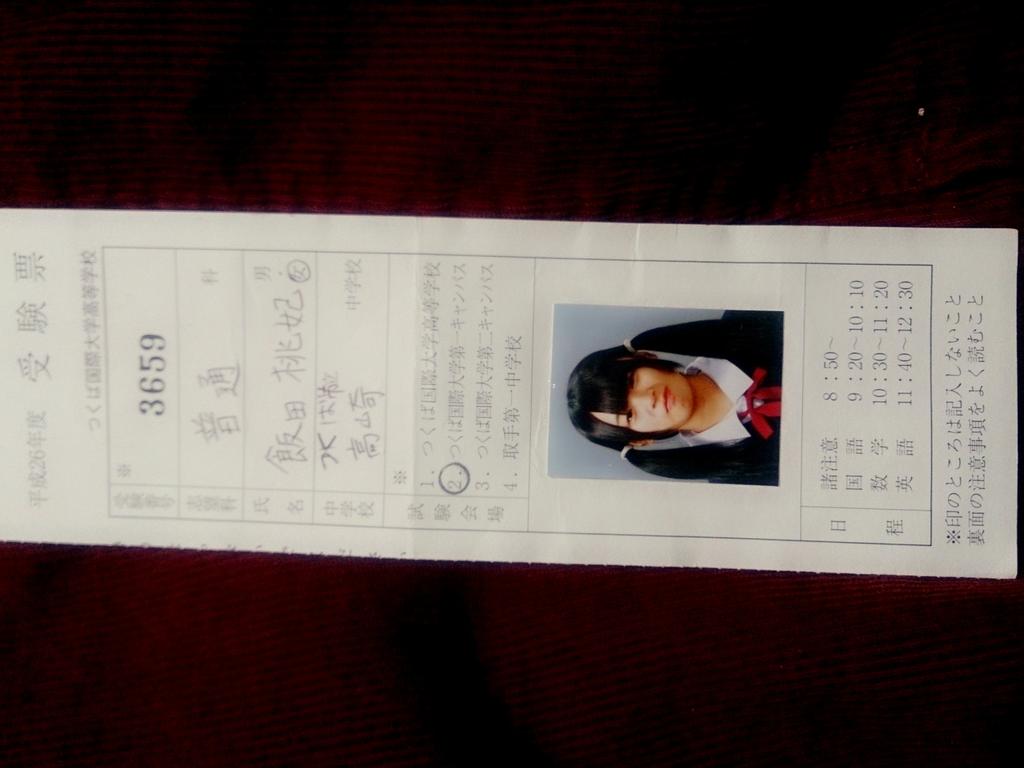 平成26年度 受験票
つくば国際大学高等学校
受験番号 ※ 3659
志望科 普通 科
氏名 飯田 桃妃 男・女
中学校 つくば市立 高崎 中学校
試験会場 ※
1．つくば国際大学高等学校
2．つくば国際大学第一キャンパス
3．つくば国際大学第二キャンパス
4．取手第一中学校
日程
諸注意 8：50～
国語 9：20～10：10
数学 10：30～11：20
英語 11：40～12：30
※印のところは記入しないこと
裏面の注意事項をよく読むこと